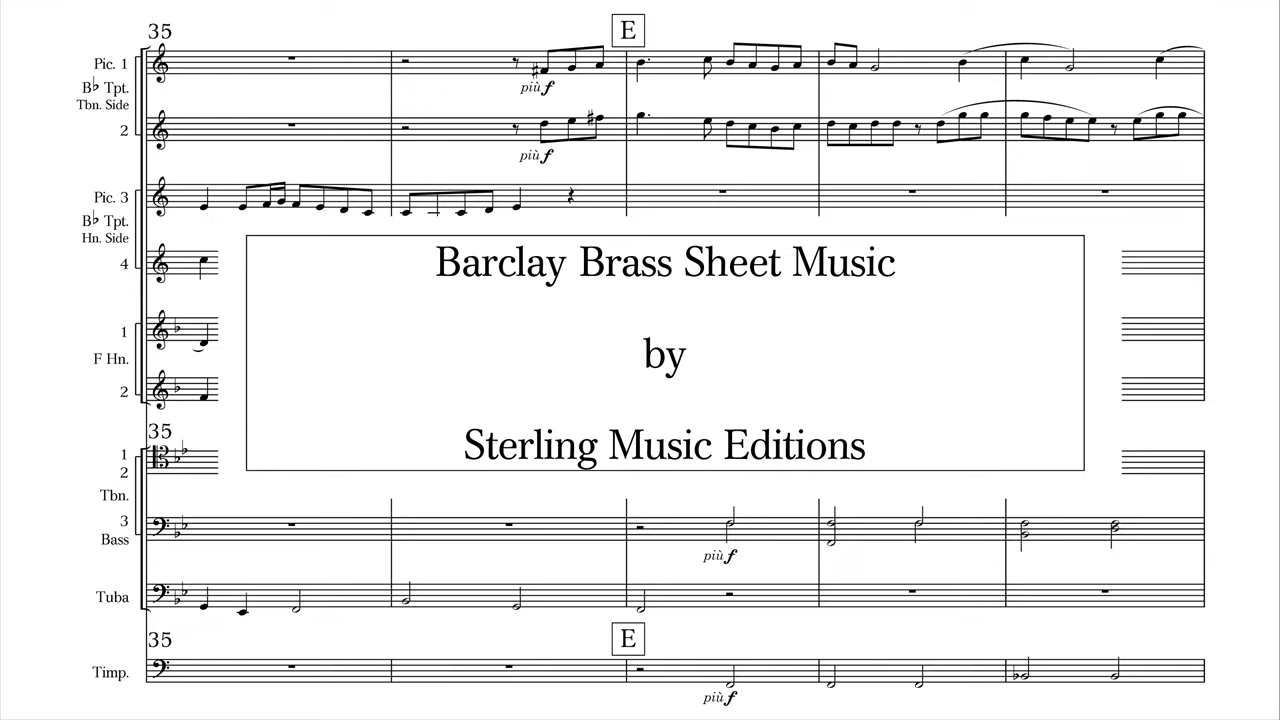 35
E
Pic. 1
B♭ Tpt.
Tbn. Side
più f
2
più f
Pic. 3
B♭ Tpt.
Hn. Side
4
Barclay Brass Sheet Music
by
Sterling Music Editions
1
F Hn.
2
35
1
2
Tbn.
3
Bass
più f
Tuba
35
E
Timp.
più f